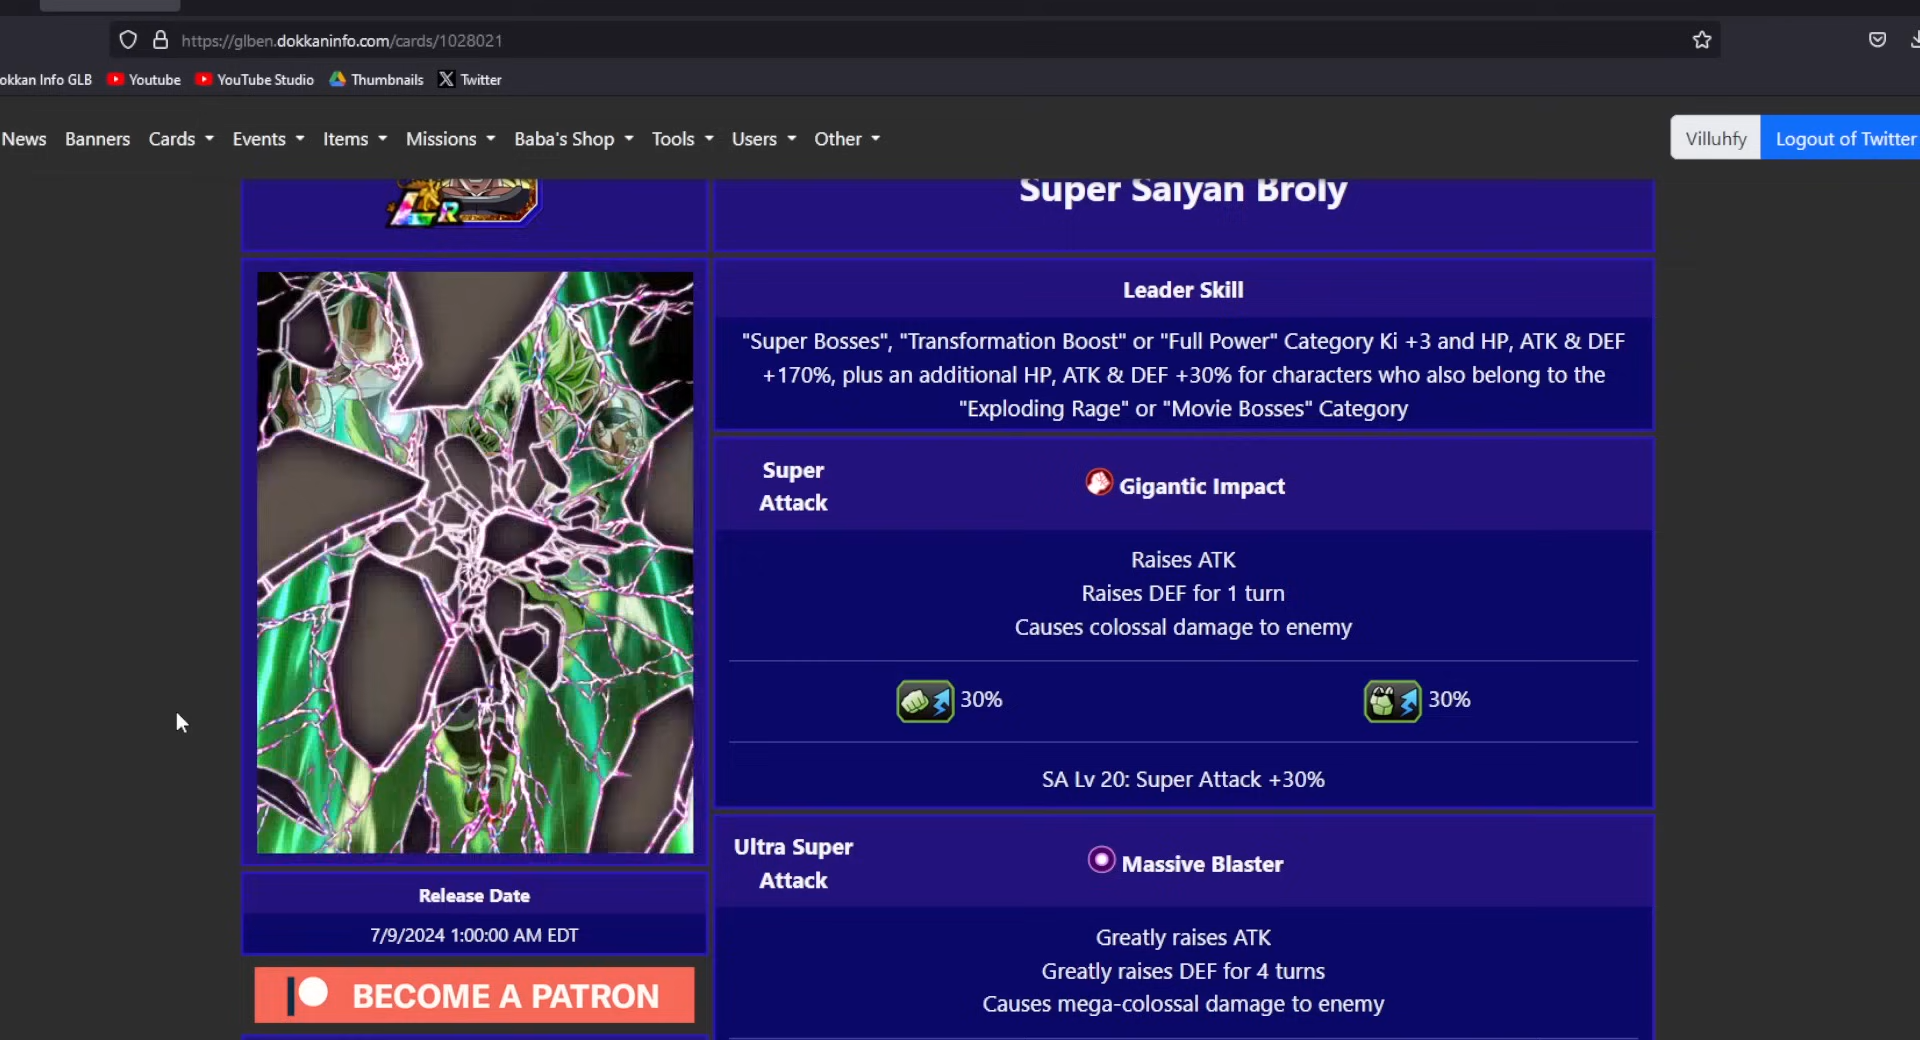 https://glben.dokkaninfo.com/cards/1028021
okkan Info GLB Youtube YouTube Studio Thumbnails Twitter
News Banners Cards Events Items Missions Baba's Shop Tools Users Other Villuhfy Logout of Twitter
LR
Super Saiyan Broly
Leader Skill
"Super Bosses", "Transformation Boost" or "Full Power" Category Ki +3 and HP, ATK & DEF
+170%, plus an additional HP, ATK & DEF +30% for characters who also belong to the
"Exploding Rage" or "Movie Bosses" Category
Super
Attack
Gigantic Impact
Raises ATK
Raises DEF for 1 turn
Causes colossal damage to enemy
30% 30%
SA Lv 20: Super Attack +30%
Ultra Super
Attack
Massive Blaster
Greatly raises ATK
Greatly raises DEF for 4 turns
Causes mega-colossal damage to enemy
Release Date
7/9/2024 1:00:00 AM EDT
BECOME A PATRON